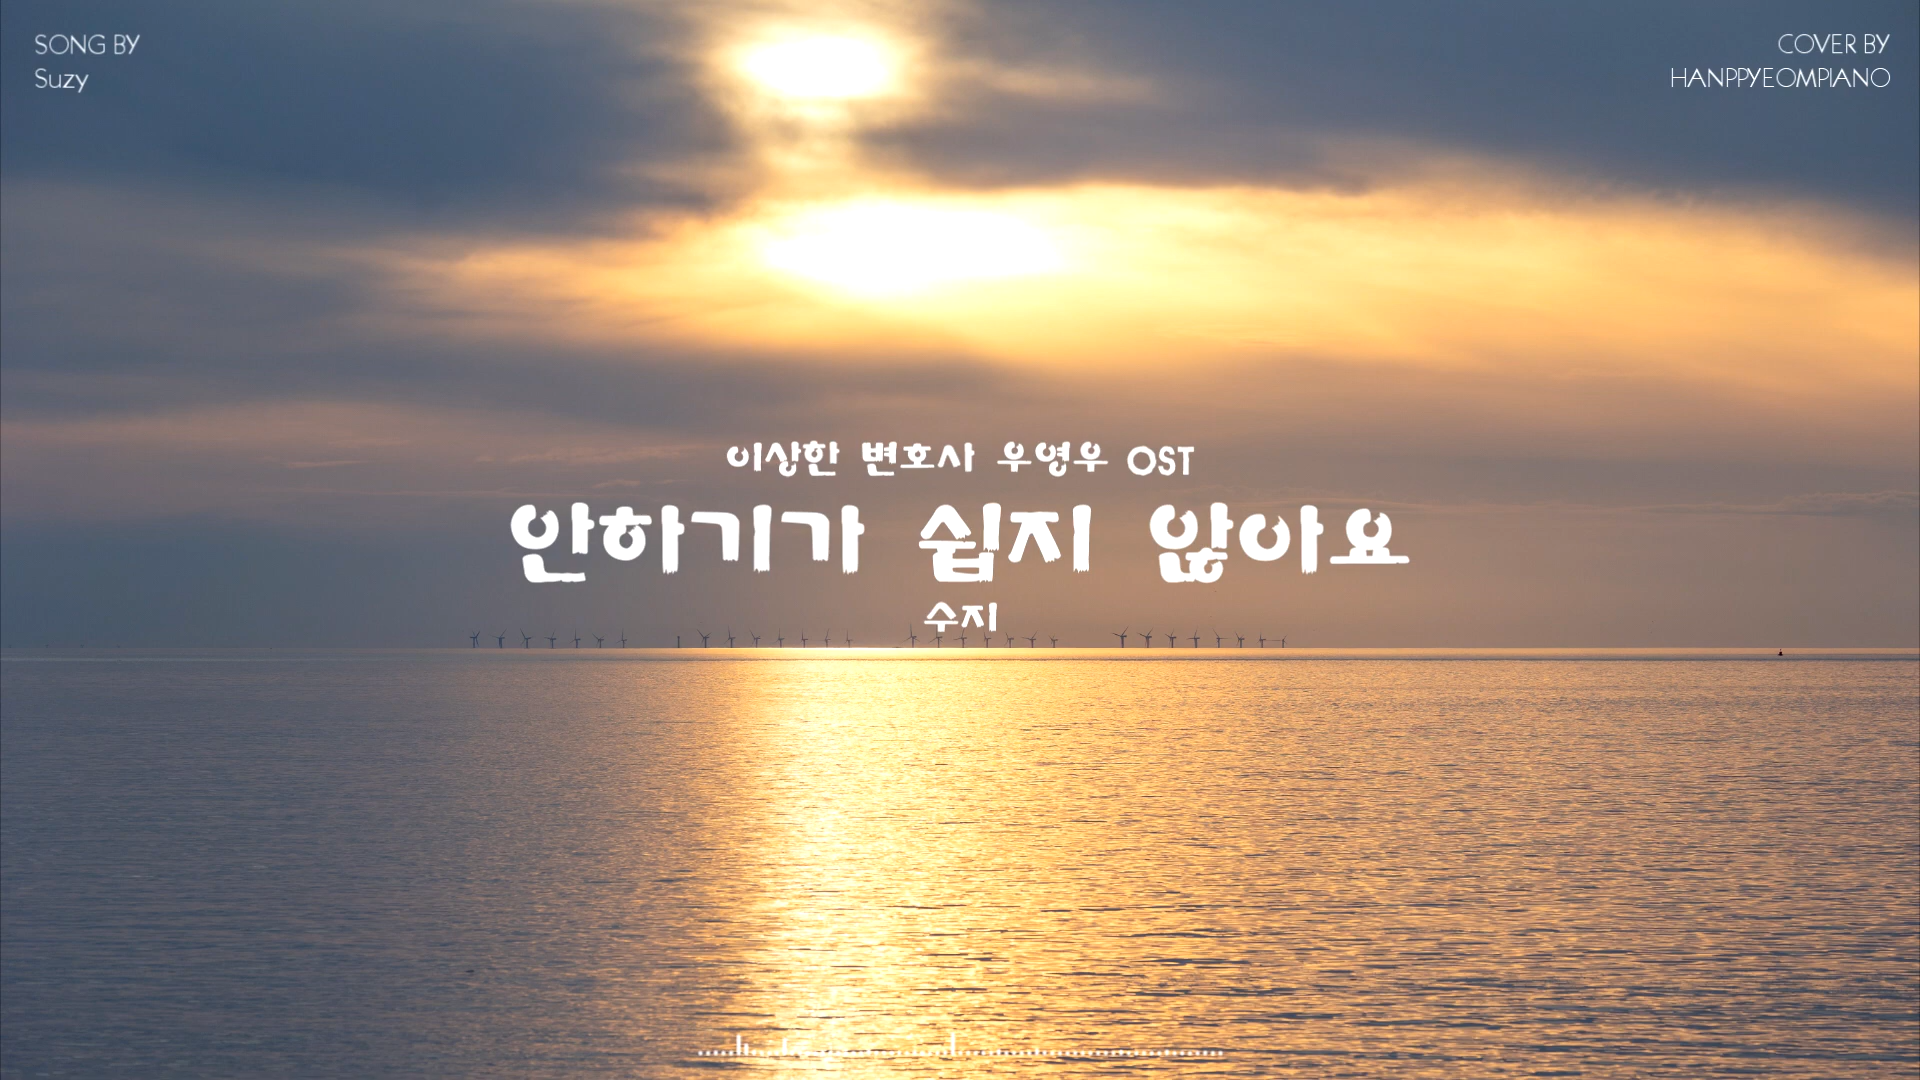 SONG BY
Suzy
COVER BY
HANPPYEOMPIANO
이상한 변호사 우영우 OST
안하기가 쉽지 않아요
수지